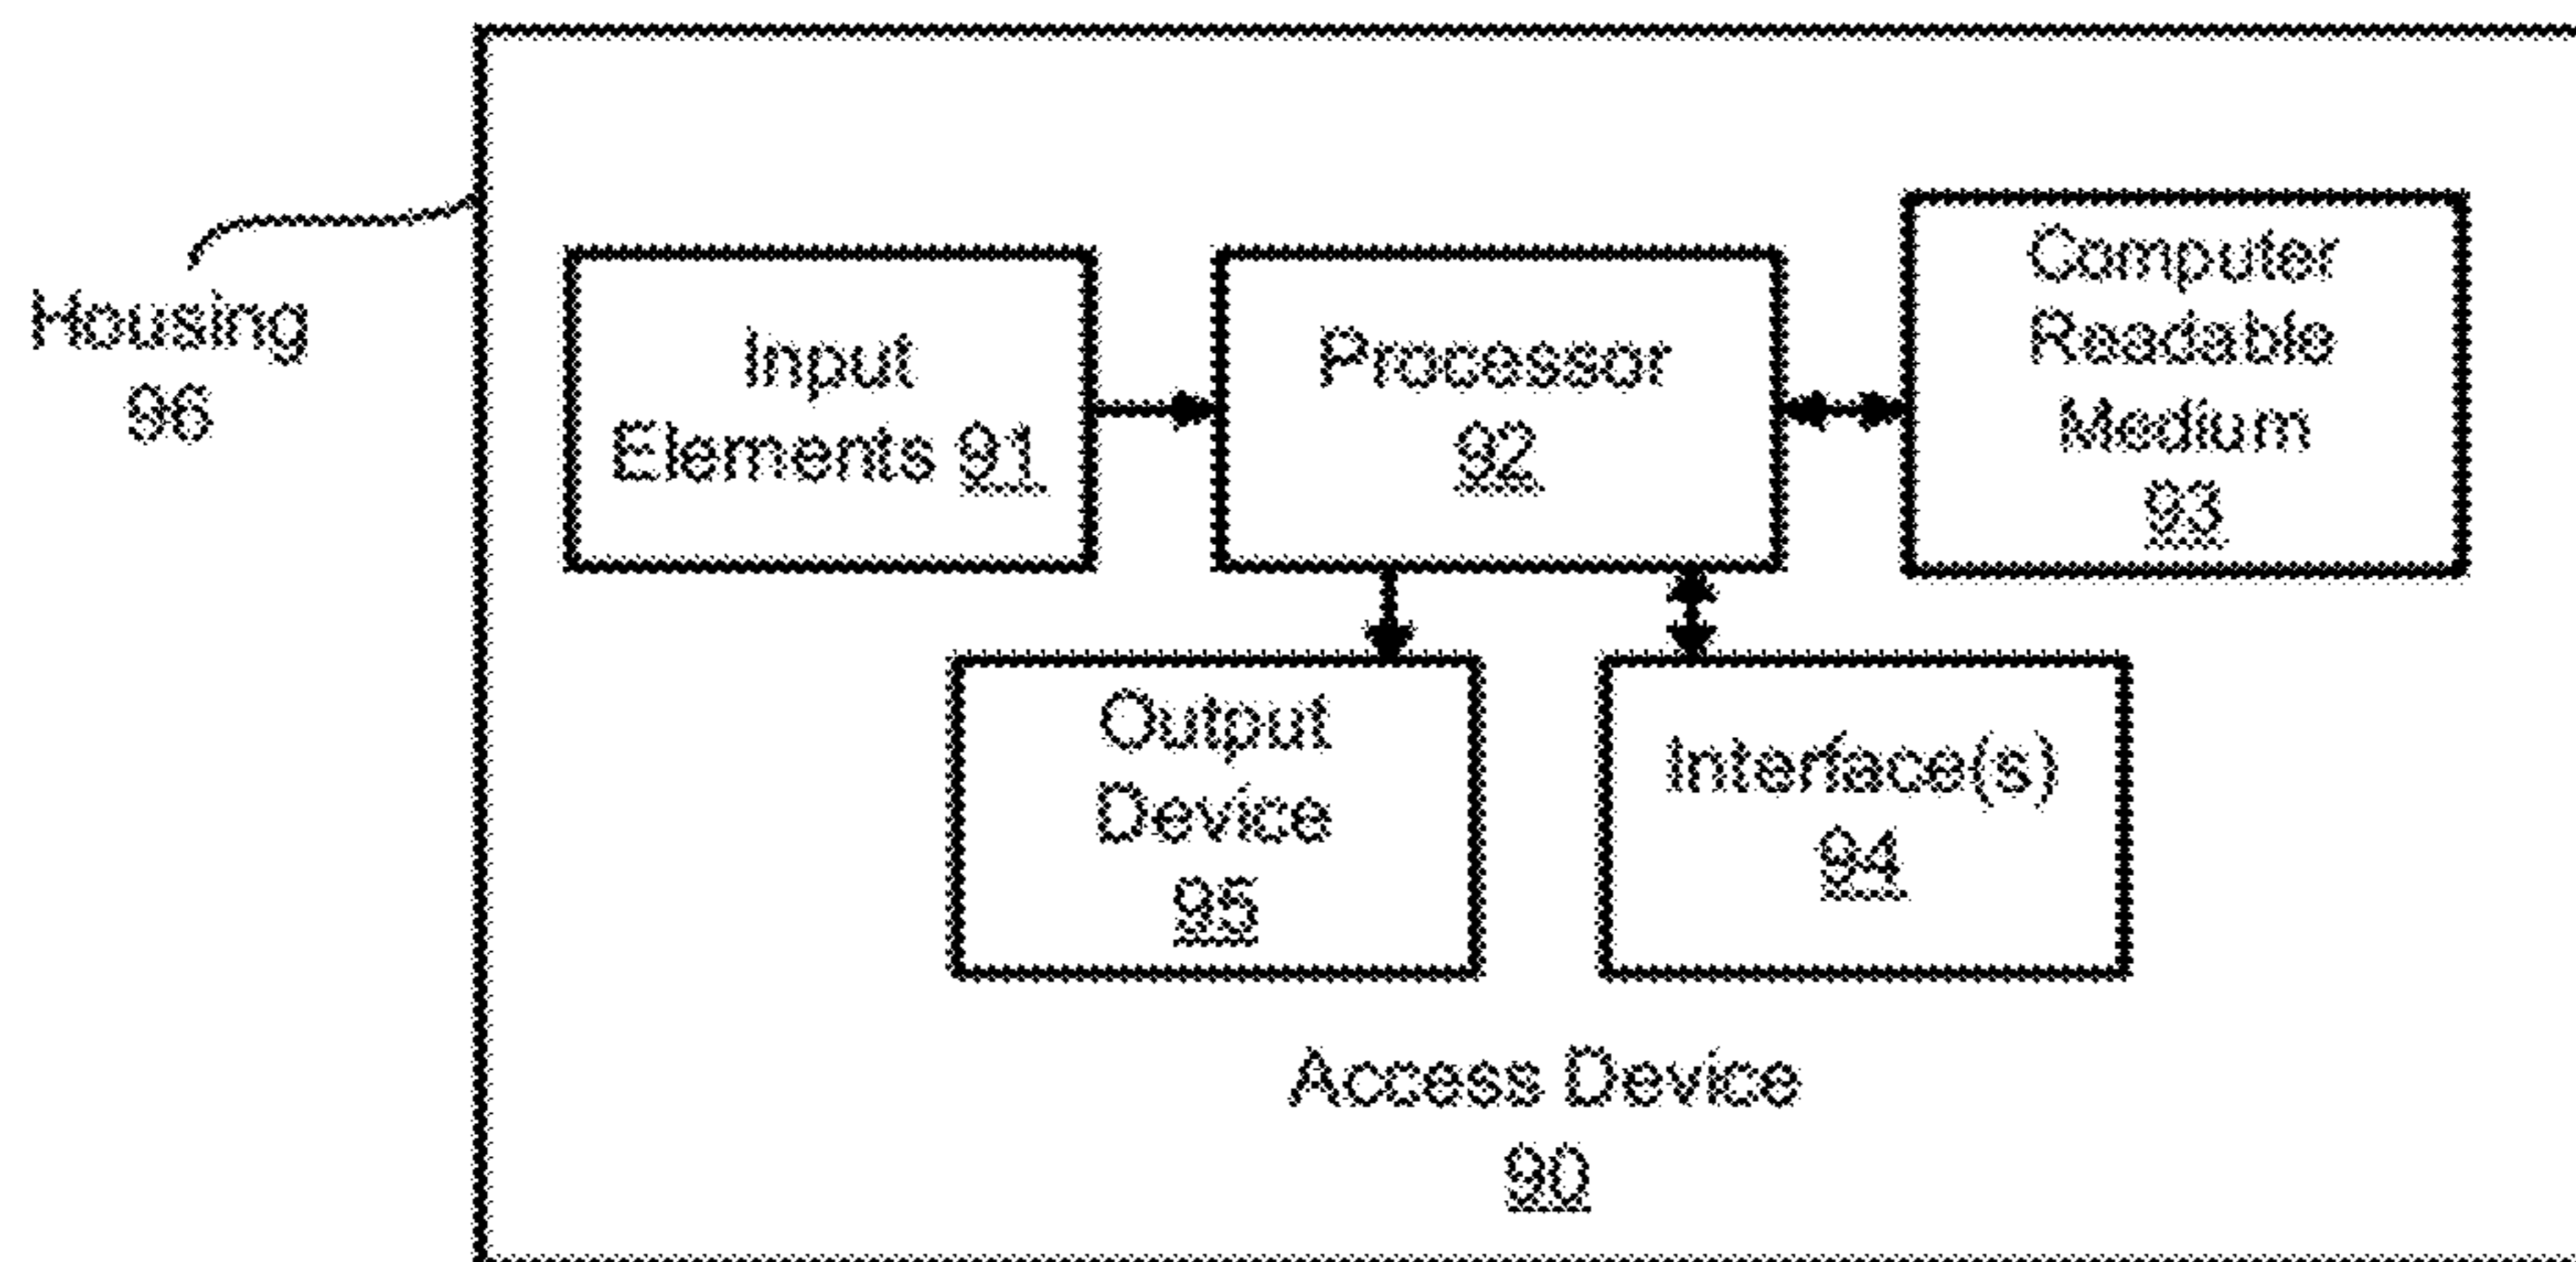 Housing
96
Input
Elements 91
Processor
92
Computer
Readable
Medium
93
Output
Device
95
Interface(s)
94
Access Device
90